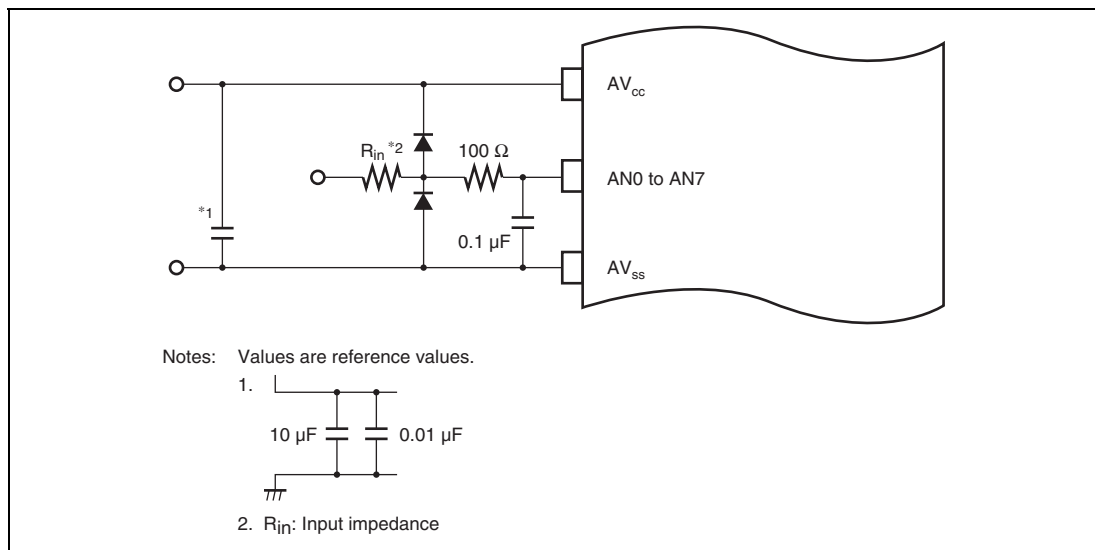 AVcc
Rin *2
100 Ω
AN0 to AN7
*1
0.1 µF
AVss
Notes: Values are reference values.
1.
10 µF
0.01 µF
2. Rin: Input impedance